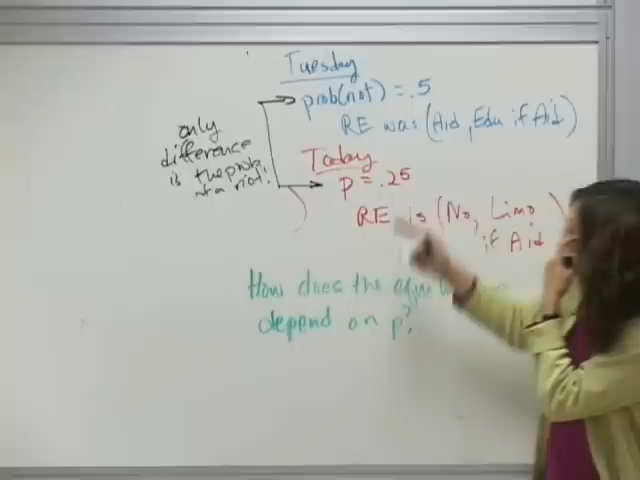 Tuesday
prob(riot) = .5
RE was (Aid, Edu if Aid)
only
difference
is the prob.
of a riot!
Today
p = .25
RE is (No, Limo
if Aid
How does the
depend on p?